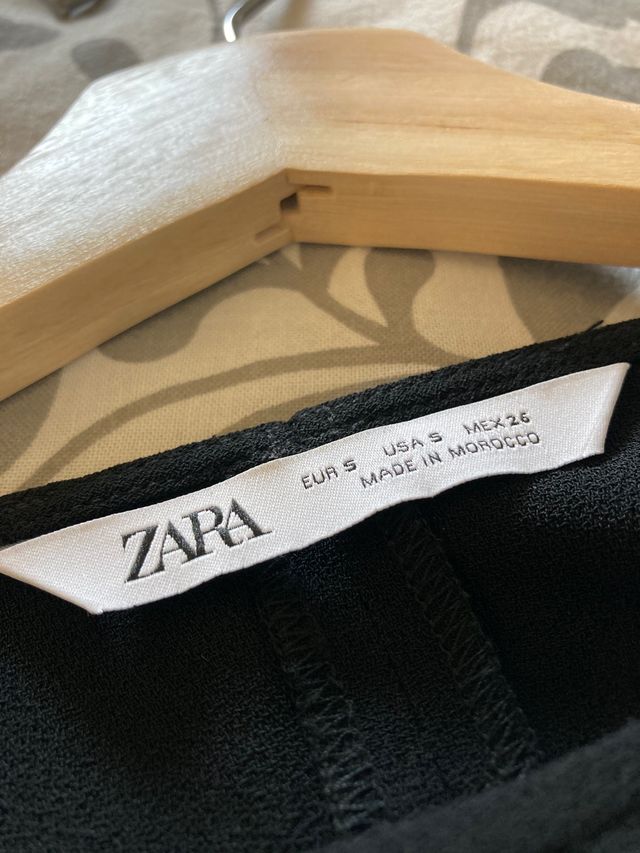 ZARA
EUR S USA S MEX 26
MADE IN MOROCCO